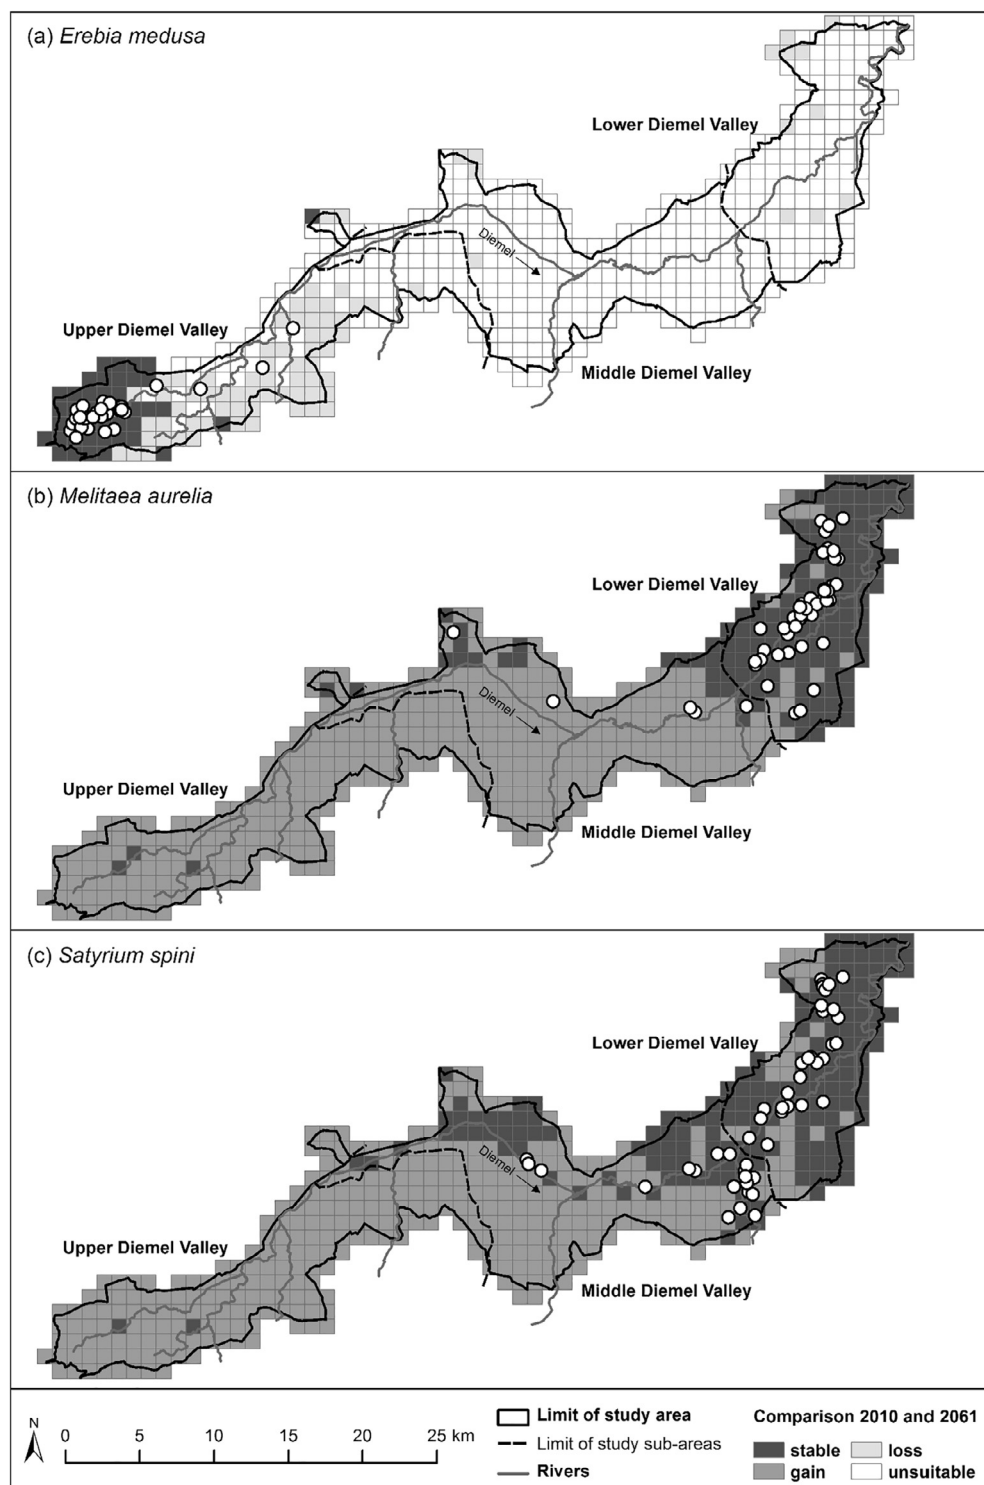 (a) Erebia medusa
Lower Diemel Valley
Diemel
Upper Diemel Valley
Middle Diemel Valley
(b) Melitaea aurelia
Lower Diemel Valley
Diemel
Upper Diemel Valley
Middle Diemel Valley
(c) Satyrium spini
Lower Diemel Valley
Diemel
Upper Diemel Valley
Middle Diemel Valley
N
0 5 10 15 20 25 km
Limit of study area
Limit of study sub-areas
Rivers
Comparison 2010 and 2061
stable loss
gain unsuitable